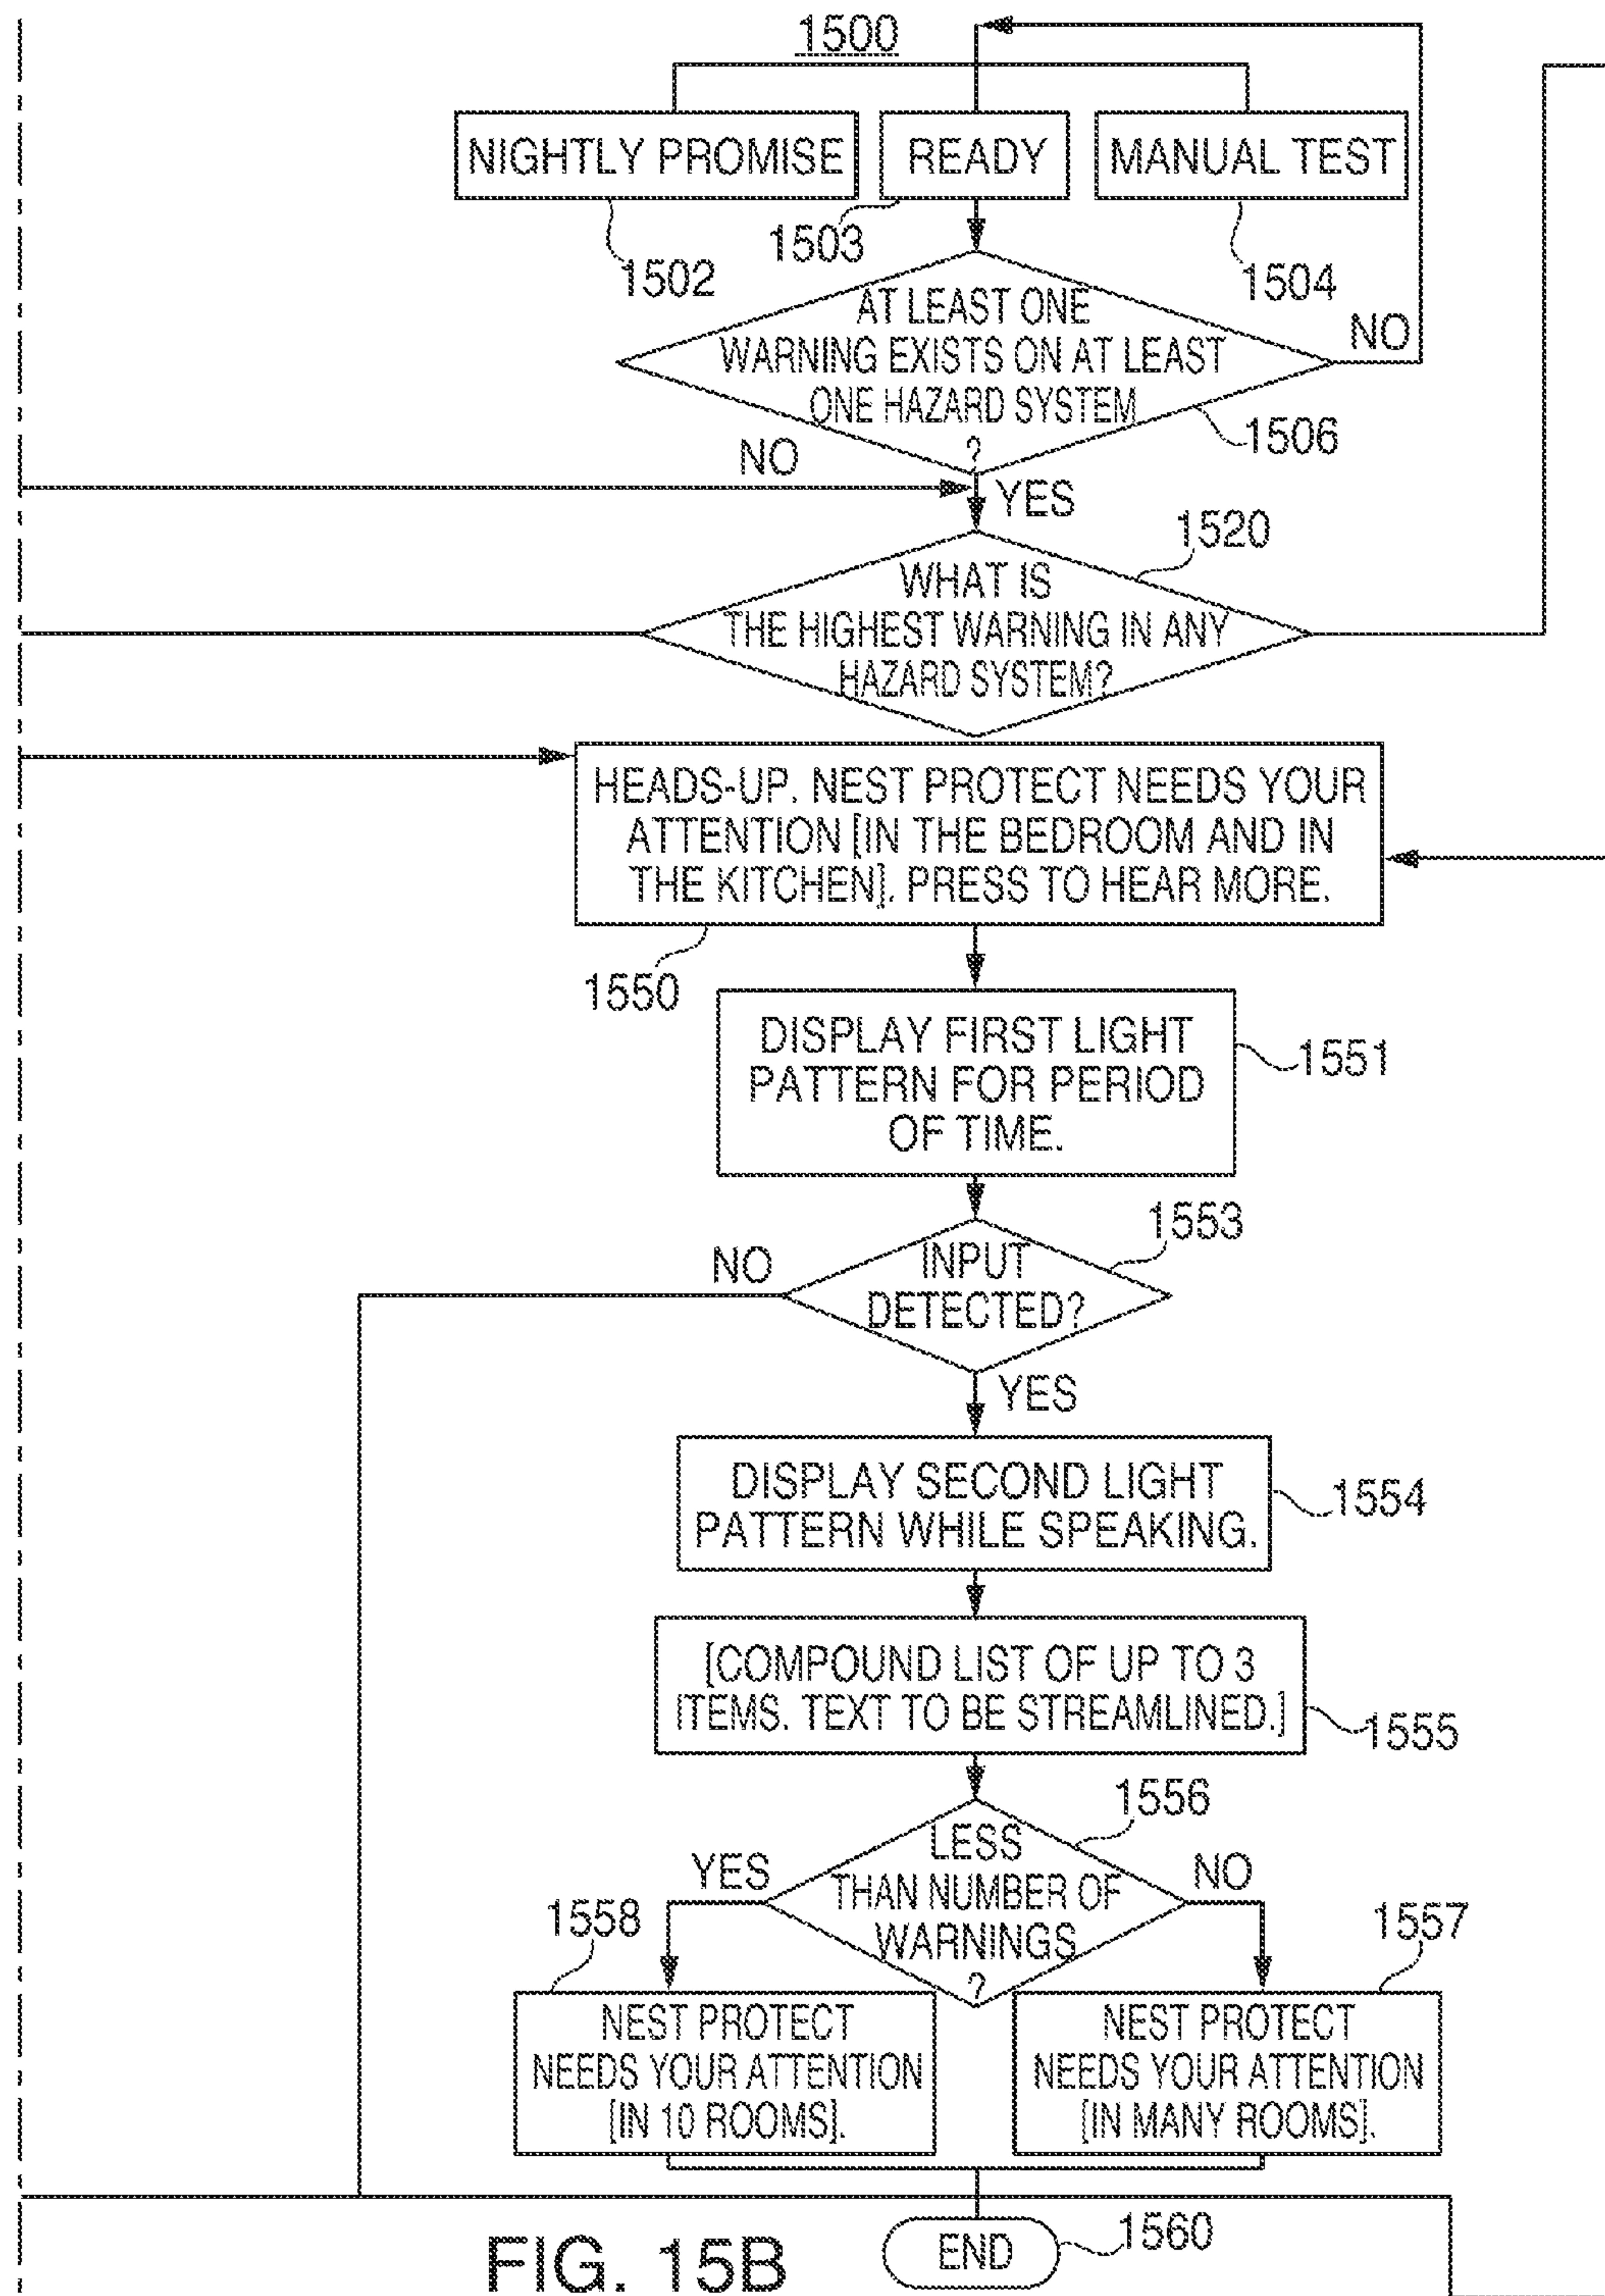 1500
NIGHTLY PROMISE
READY
MANUAL TEST
1503
1502
1504
AT LEAST ONE
WARNING EXISTS ON AT LEAST
ONE HAZARD SYSTEM
?
NO
1506
NO
YES
1520
WHAT IS
THE HIGHEST WARNING IN ANY
HAZARD SYSTEM?
HEADS-UP. NEST PROTECT NEEDS YOUR
ATTENTION [IN THE BEDROOM AND IN
THE KITCHEN]. PRESS TO HEAR MORE.
1550
DISPLAY FIRST LIGHT
PATTERN FOR PERIOD
OF TIME.
1551
1553
NO
INPUT
DETECTED?
YES
DISPLAY SECOND LIGHT
PATTERN WHILE SPEAKING.
1554
[COMPOUND LIST OF UP TO 3
ITEMS. TEXT TO BE STREAMLINED.]
1555
1556
LESS
THAN NUMBER OF
WARNINGS
?
YES
NO
1558
1557
NEST PROTECT
NEEDS YOUR ATTENTION
[IN 10 ROOMS].
NEST PROTECT
NEEDS YOUR ATTENTION
[IN MANY ROOMS].
END
1560
FIG. 15B